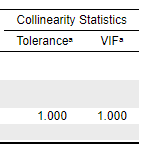 Collinearity Statistics
Toleranceᵃ VIFᵃ
1.000 1.000